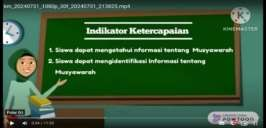 km_20240731_1080p_30f_20240731_213925.mp4
KINEMASTER
Indikator Ketercapaian
1. Siswa dapat mengetahui nformasi tentang Musyawarah
2. Siswa dapat mengidentifikasi Informasi tentang
Musyawarah
POWTOON